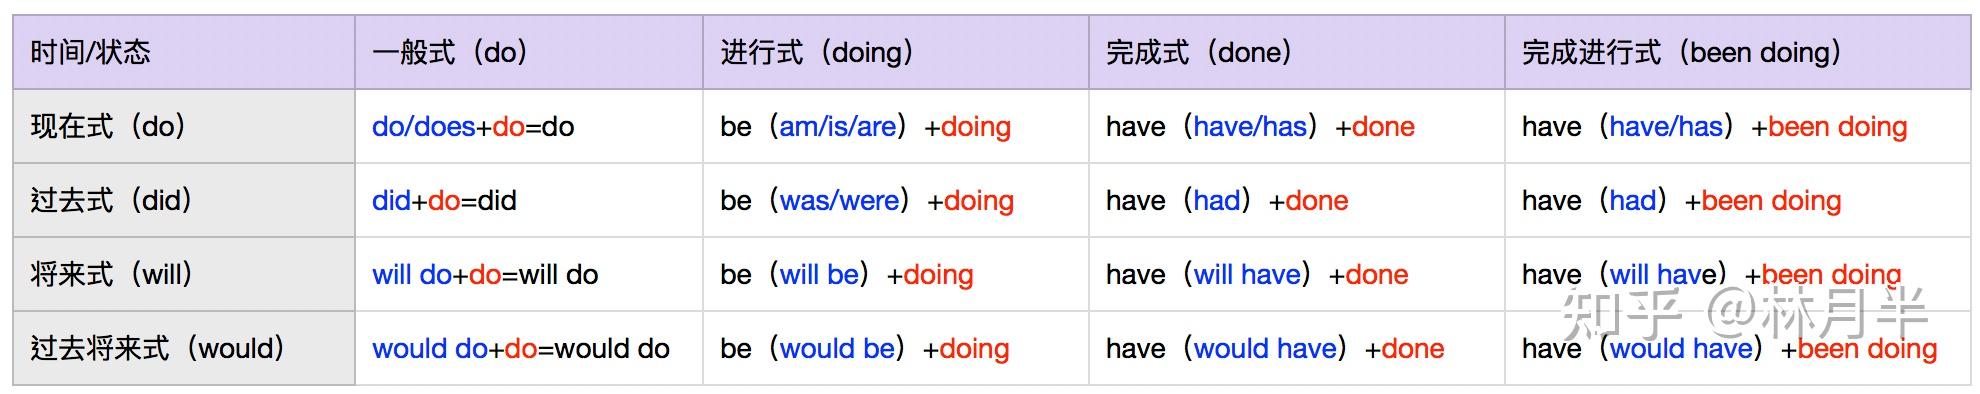 时间/状态 一般式（do） 进行式（doing） 完成式（done） 完成进行式（been doing）
现在式（do） do/does+do=do be（am/is/are）+doing have（have/has）+done have（have/has）+been doing
过去式（did） did+do=did be（was/were）+doing have（had）+done have（had）+been doing
将来式（will） will do+do=will do be（will be）+doing have（will have）+done have（will have）+been doing
知乎 @林月半
过去将来式（would） would do+do=would do be（would be）+doing have（would have）+done have（would have）+been doing